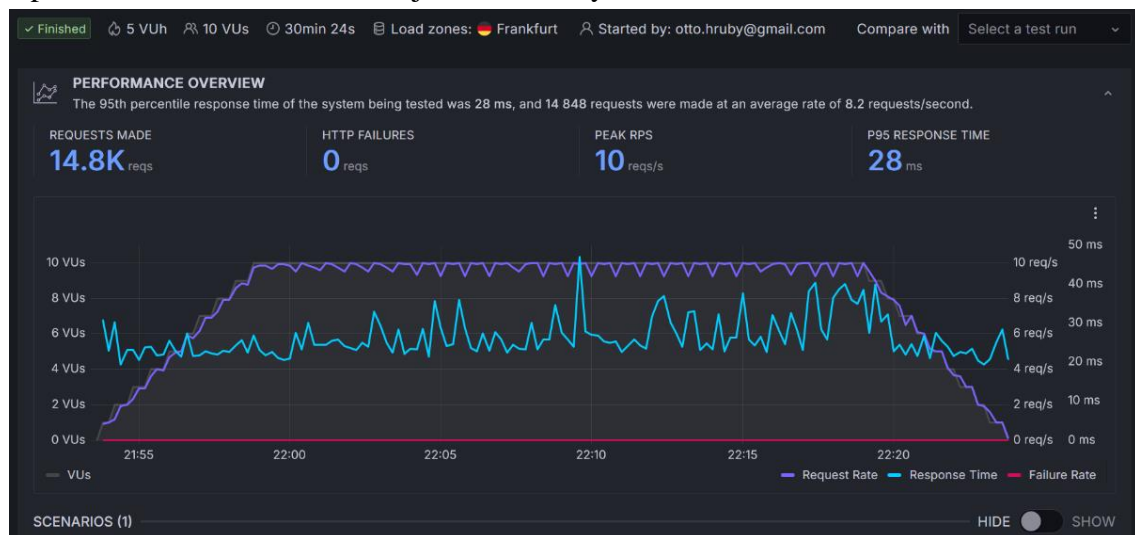 Finished 5 VUh 10 VUs 30min 24s Load zones: Frankfurt Started by: otto.hruby@gmail.com Compare with Select a test run
PERFORMANCE OVERVIEW
The 95th percentile response time of the system being tested was 28 ms, and 14 848 requests were made at an average rate of 8.2 requests/second.
REQUESTS MADE HTTP FAILURES PEAK RPS P95 RESPONSE TIME
14.8K reqs 0 reqs 10 reqs/s 28 ms
50 ms
10 VUs 10 req/s
40 ms
8 VUs 8 req/s
30 ms
6 VUs 6 req/s
20 ms
4 VUs 4 req/s
10 ms
2 VUs 2 req/s
0 VUs 0 req/s 0 ms
21:55 22:00 22:05 22:10 22:15 22:20
VUs Request Rate Response Time Failure Rate
SCENARIOS (1) HIDE SHOW